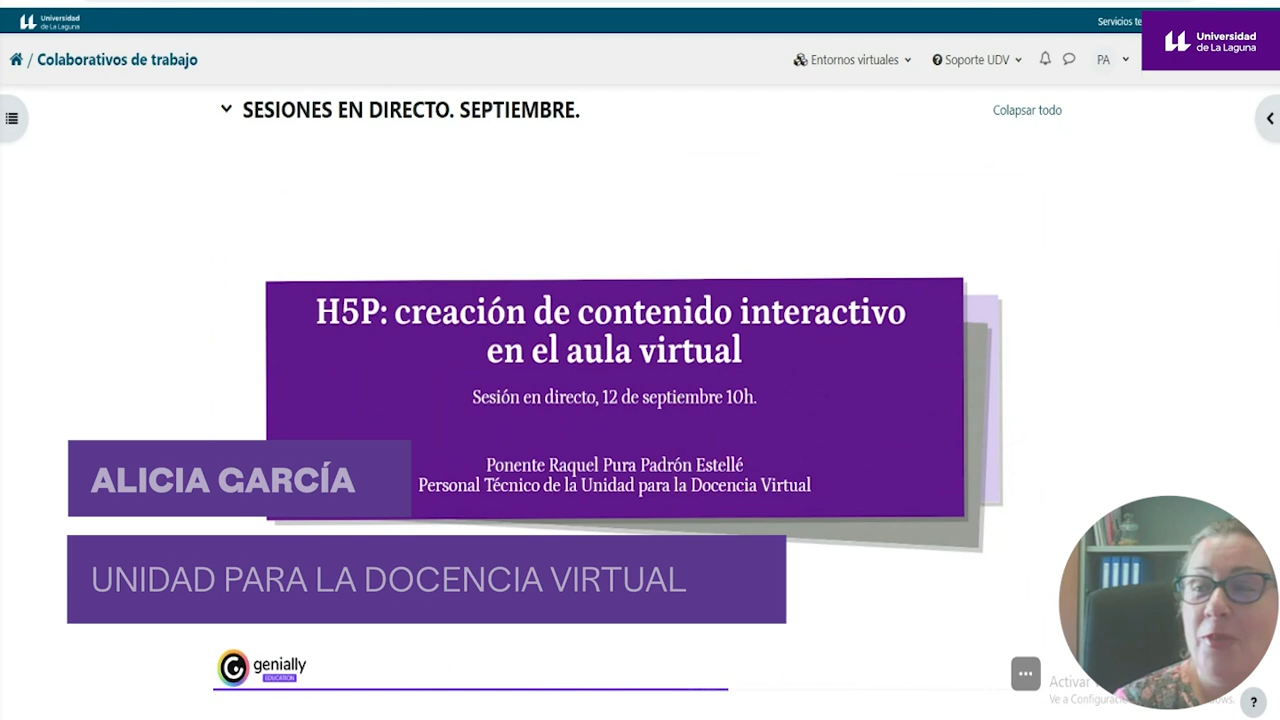 Universidad
de La Laguna
Servicios te
Universidad
de La Laguna
/ Colaborativos de trabajo
Entornos virtuales
Soporte UDV
PA
SESIONES EN DIRECTO. SEPTIEMBRE.
Colapsar todo
H5P: creación de contenido interactivo
en el aula virtual
Sesión en directo, 12 de septiembre 10h.
Ponente Raquel Pura Padrón Estellé
Personal Técnico de la Unidad para la Docencia Virtual
ALICIA GARCÍA
UNIDAD PARA LA DOCENCIA VIRTUAL
genially
EDUCATION
Activar
Ve a Configura
?